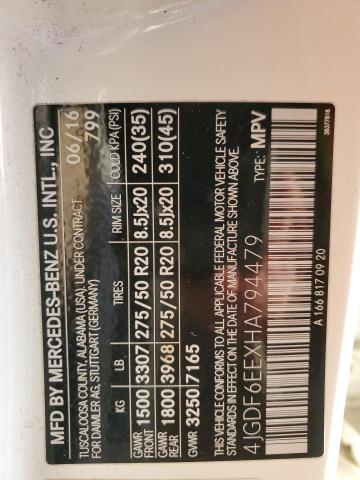 MFD BY MERCEDES-BENZ U.S. INTL., INC
TUSCALOOSA COUNTY, ALABAMA (USA), UNDER CONTRACT
FOR DAIMLER AG, STUTTGART (GERMANY)
06/16
799
KG LB TIRES RIM SIZE COLD KPA (PSI)
GAWR FRONT 1500 3307 275/50 R20 8.5Jx20 240(35)
GAWR REAR 1800 3968 275/50 R20 8.5Jx20 310(45)
GVWR 3250 7165
THIS VEHICLE CONFORMS TO ALL APPLICABLE FEDERAL MOTOR VEHICLE SAFETY
STANDARDS IN EFFECT ON THE DATE OF MANUFACTURE SHOWN ABOVE.
4JGDF6EEXHA794479 TYPE: MPV
A 166 817 09 20
38377618